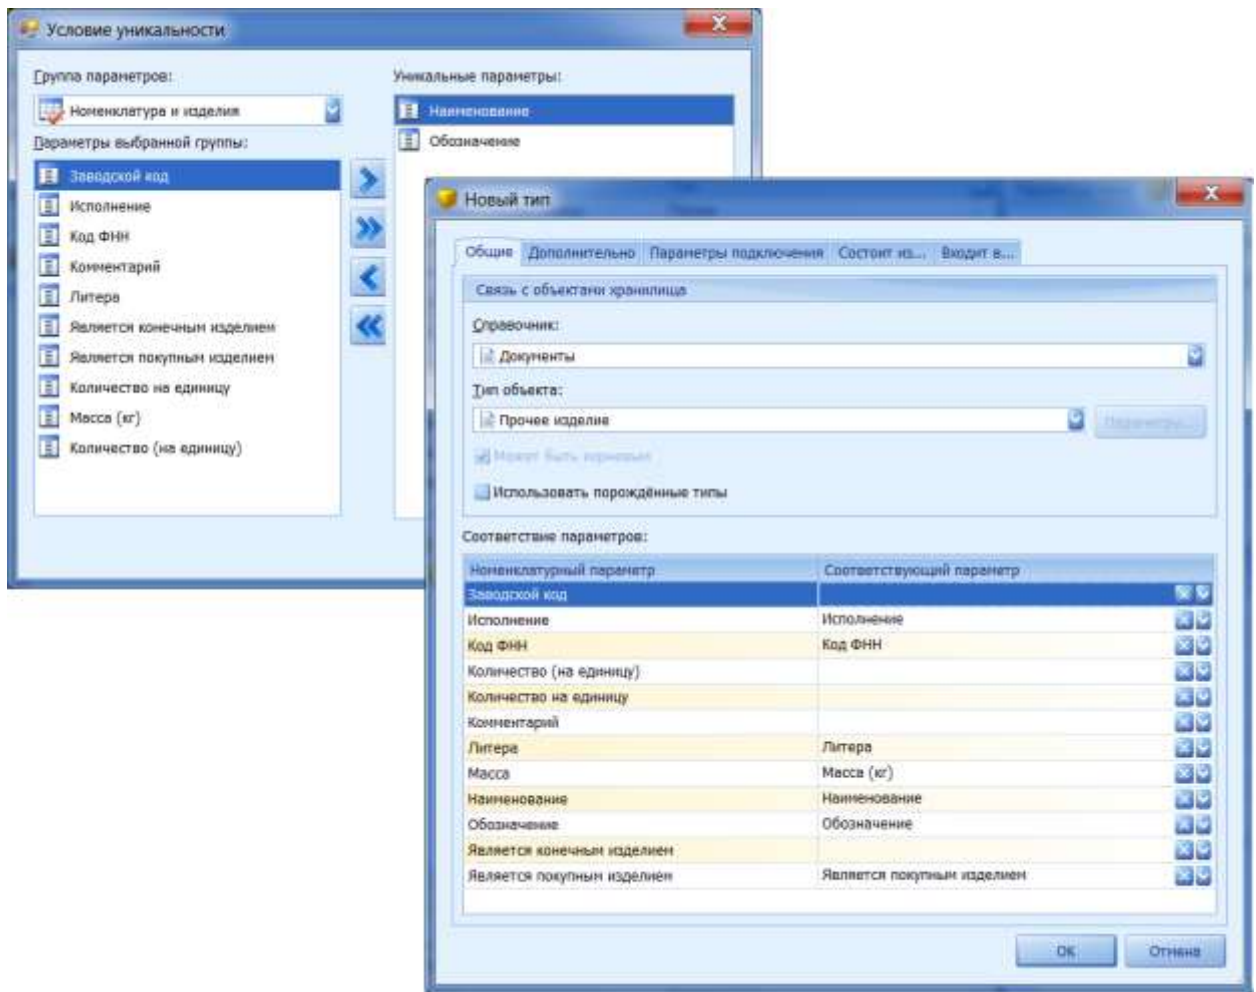 Условие уникальности
Группа параметров:
Номенклатура и изделия
Параметры выбранной группы:
Заводской код
Исполнение
Код ФНН
Комментарий
Литера
Является конечным изделием
Является покупным изделием
Количество на единицу
Масса (кг)
Количество (на единицу)
Уникальные параметры:
Наименование
Обозначение
Новый тип
Общие Дополнительно Параметры подключения Состоит из... Входит в...
Связь с объектами хранилища
Справочник:
Документы
Тип объекта:
Прочее изделие
Параметры...
Может быть корневым
Использовать порождённые типы
Соответствие параметров:
Номенклатурный параметр Соответствующий параметр
Заводской код
Исполнение Исполнение
Код ФНН Код ФНН
Количество (на единицу)
Количество на единицу
Комментарий
Литера Литера
Масса Масса (кг)
Наименование Наименование
Обозначение Обозначение
Является конечным изделием
Является покупным изделием Является покупным изделием
ОК Отмена